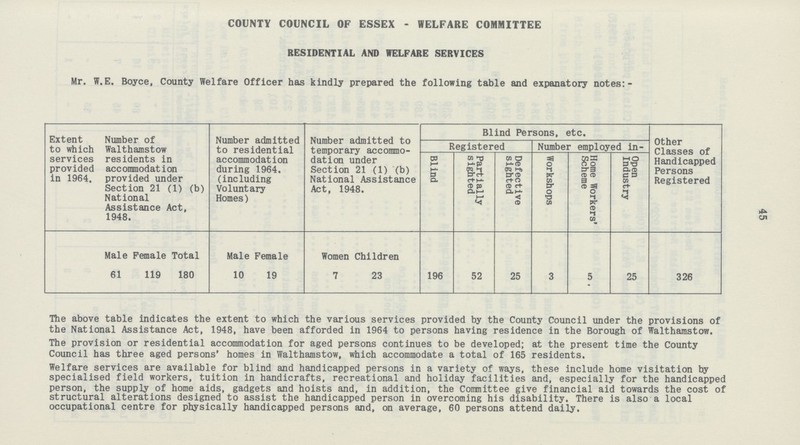 COUNTY COUNCIL OF ESSEX - WELFARE COMMITTEE
RESIDENTIAL AND WELFARE SERVICES
Mr. W.E. Boyce, County Welfare Officer has kindly prepared the following table and expanatory notes:-
Extent to which services provided in 1964.
Number of Walthamstow residents in accommodation provided under Section 21 (1) (b) National Assistance Act, 1948.
Number admitted to residential accommodation during 1964. (including Voluntary Homes)
Number admitted to temporary accommo-dation under Section 21 (1) (b) National Assistance Act, 1948.
Blind Persons, etc.
Registered
Number employed in-
Blind
Partially sighted
Defective sighted
Workshops
Home Workers' Scheme
Open Industry
Other Classes of Handicapped Persons Registered
Male Female Total
Male Female
Women Children
61 119 180
10 19
7 23
196 52 25 3 5 25 326
The above table indicates the extent to which the various services provided by the County Council under the provisions of
the National Assistance Act, 1948, have been afforded in 1964 to persons having residence in the Borough of Walthamstow.
The provision or residential accommodation for aged persons continues to be developed; at the present time the County
Council has three aged persons' homes in Walthamstow, which accommodate a total of 165 residents.
Welfare services are available for blind and handicapped persons in a variety of ways, these include home visitation by
specialised field workers, tuition in handicrafts, recreational and holiday facilities and, especially for the handicapped
person, the supply of home aids, gadgets and hoists and, in additon, the Committee give financial aid towards the cost of
structural alterations designed to assist the handicapped person in overcoming his disability. There is also a local
occupational centre for physically handicapped persons and, on average, 60 persons attend daily.
45